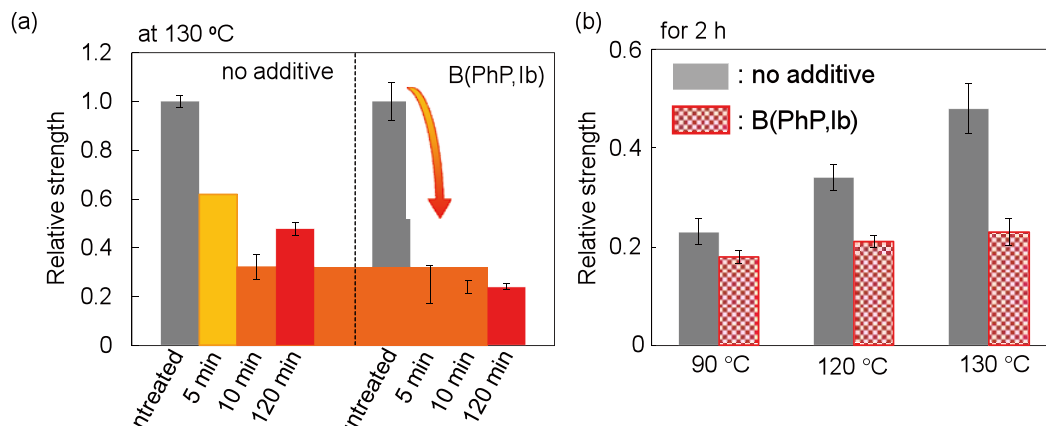 (a)
at 130 ºC
Relative strength
1.2
1.0
0.8
0.6
0.4
0.2
0
no additive
B(PhP,Ib)
ntreated
5 min
10 min
120 min
ntreated
5 min
10 min
120 min
(b)
for 2 h
Relative strength
0.6
0.4
0.2
0
: no additive
: B(PhP,Ib)
90 °C
120 °C
130 °C